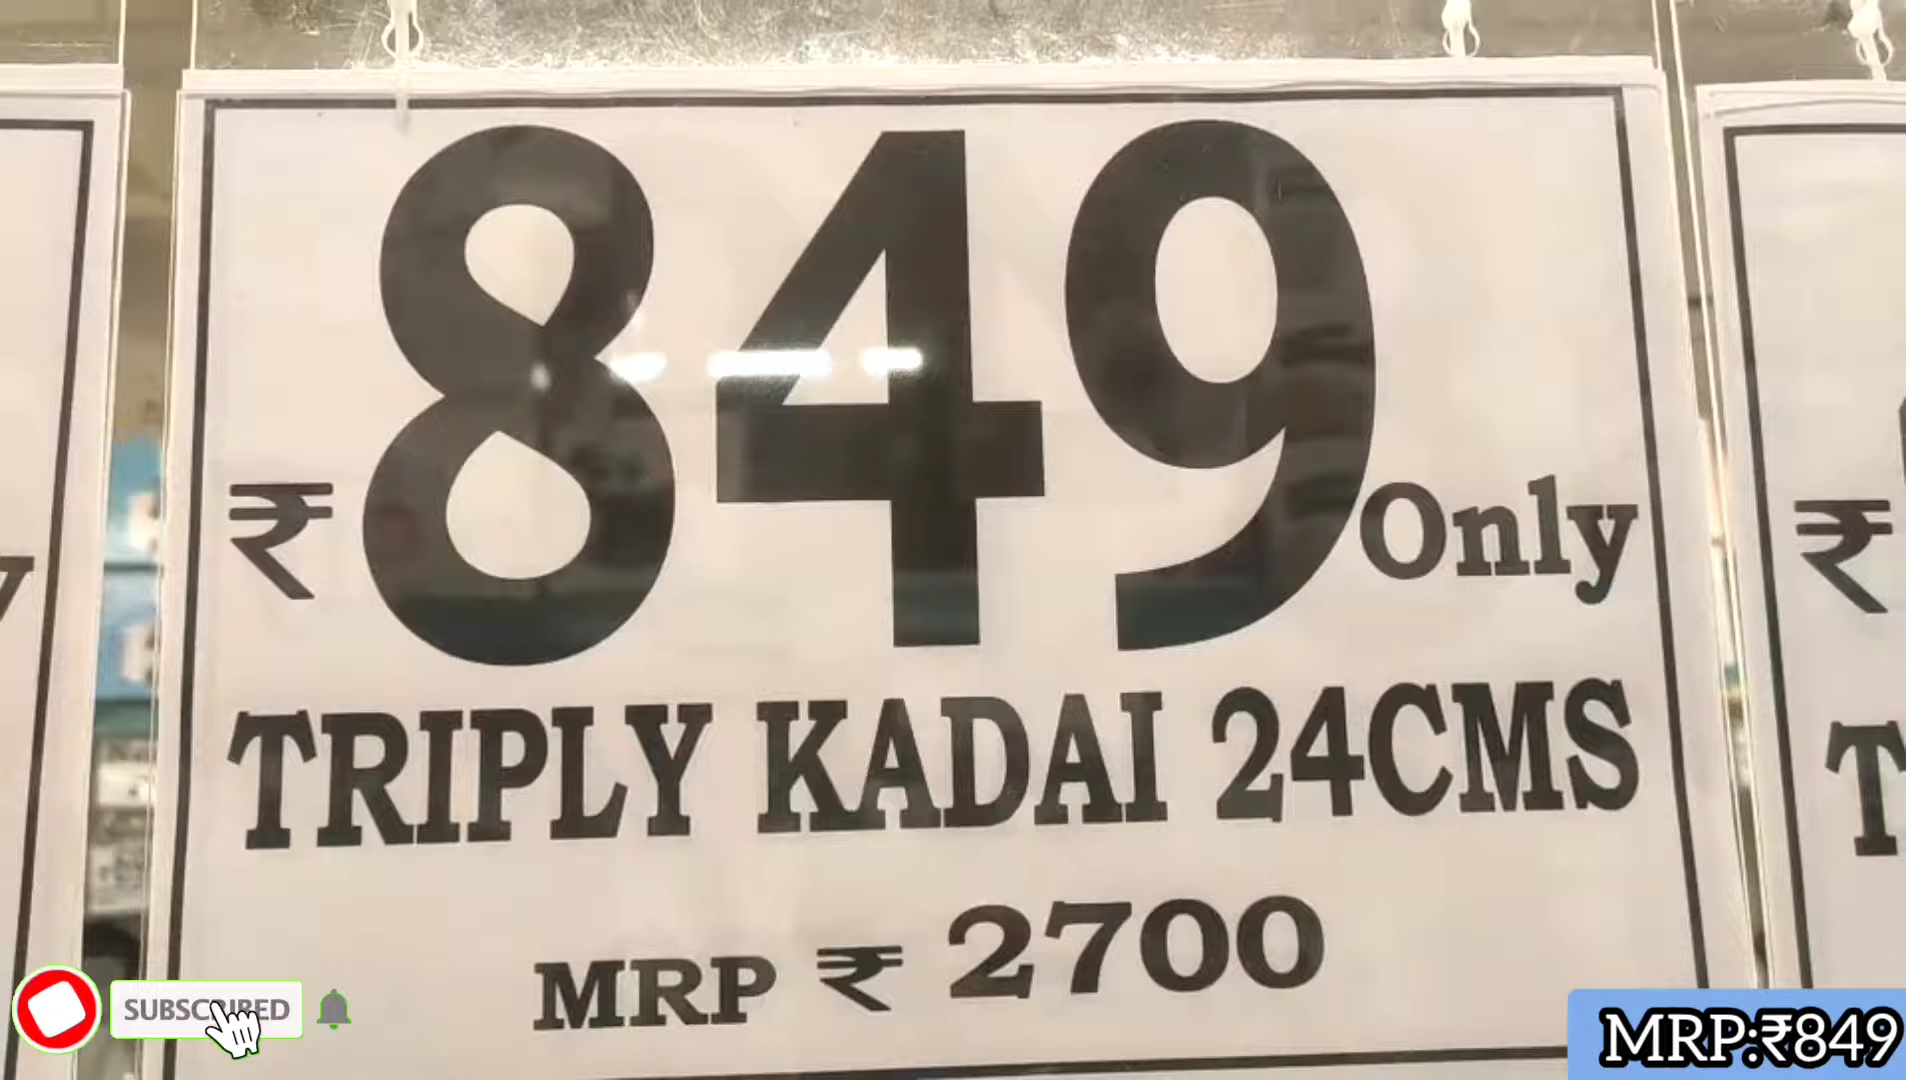 ₹ 849 Only
TRIPLY KADAI 24CMS
MRP ₹ 2700
₹
T
SUBSCRIBED
MRP:₹849